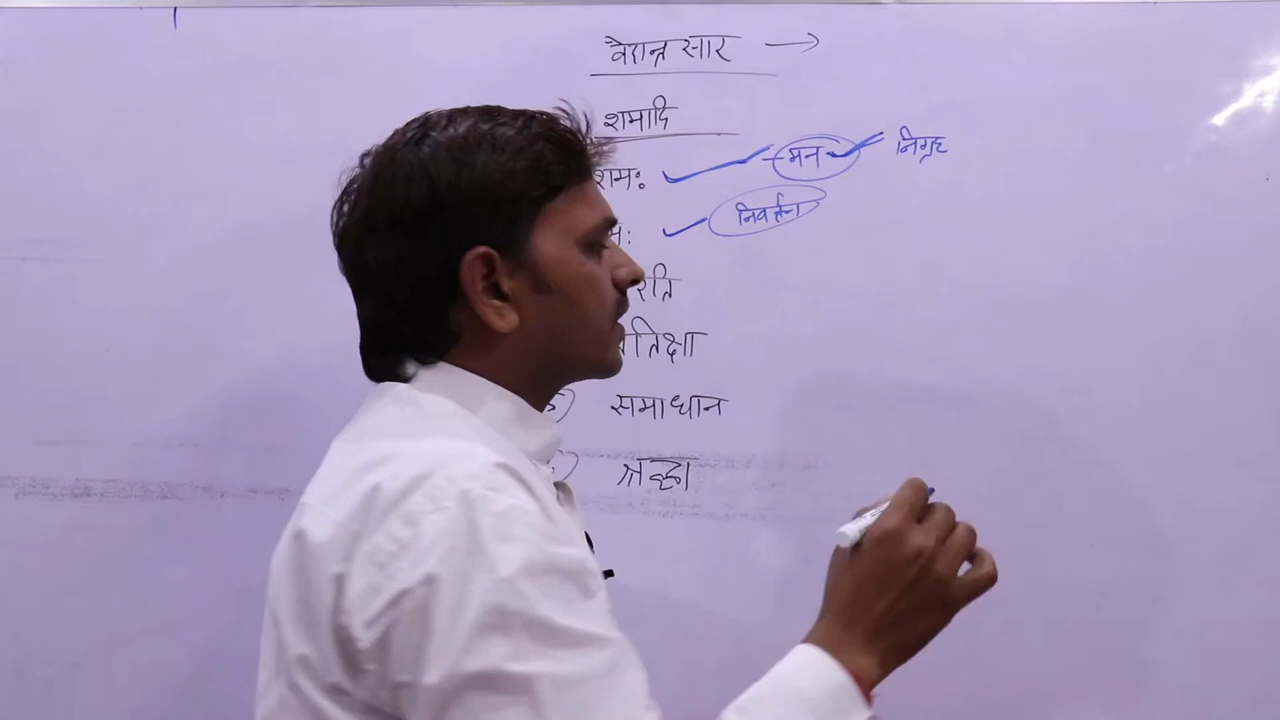 वेदान्त सार →
शमादि
शमः ✓ – मन ✓ निग्रह
मः ✓ निवर्तन
रति
तिक्षा
समाधान
श्रद्धा